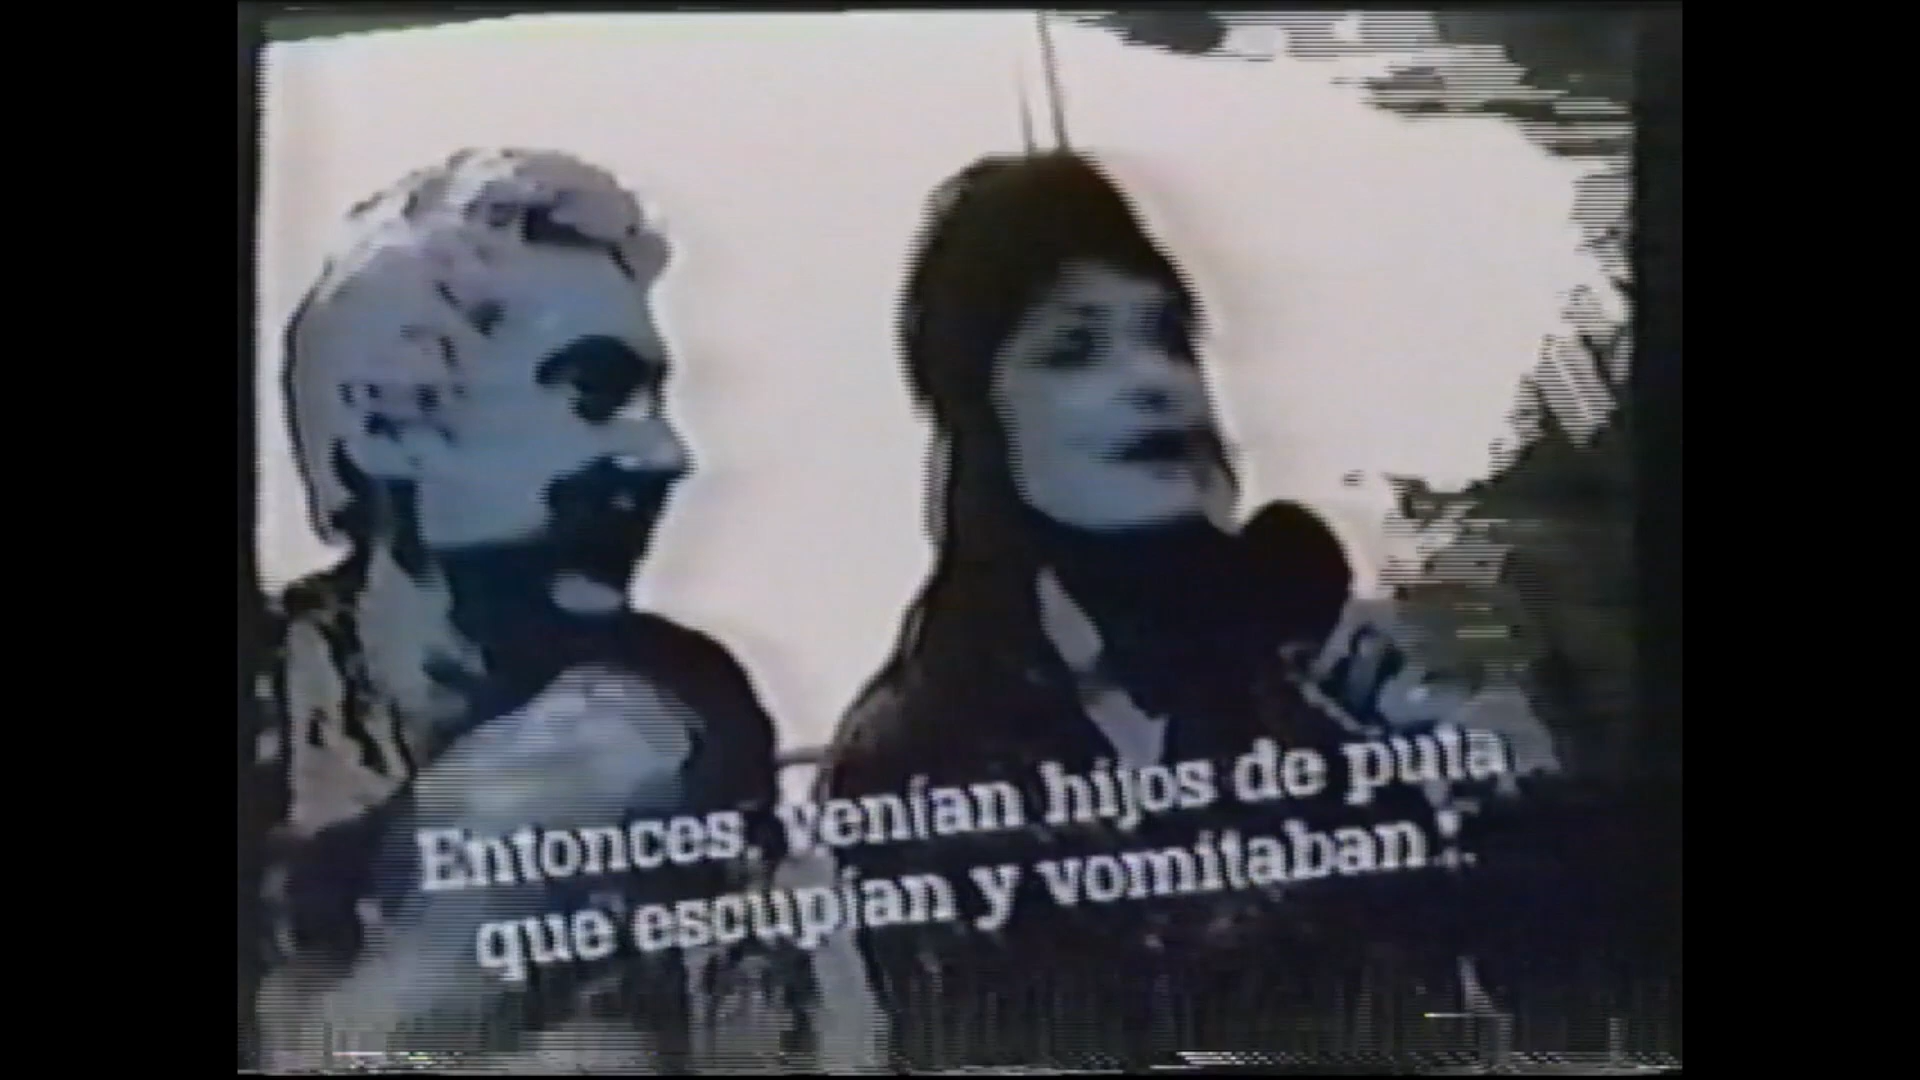 Entonces, venían hijos de puta
que escupían y vomitaban.